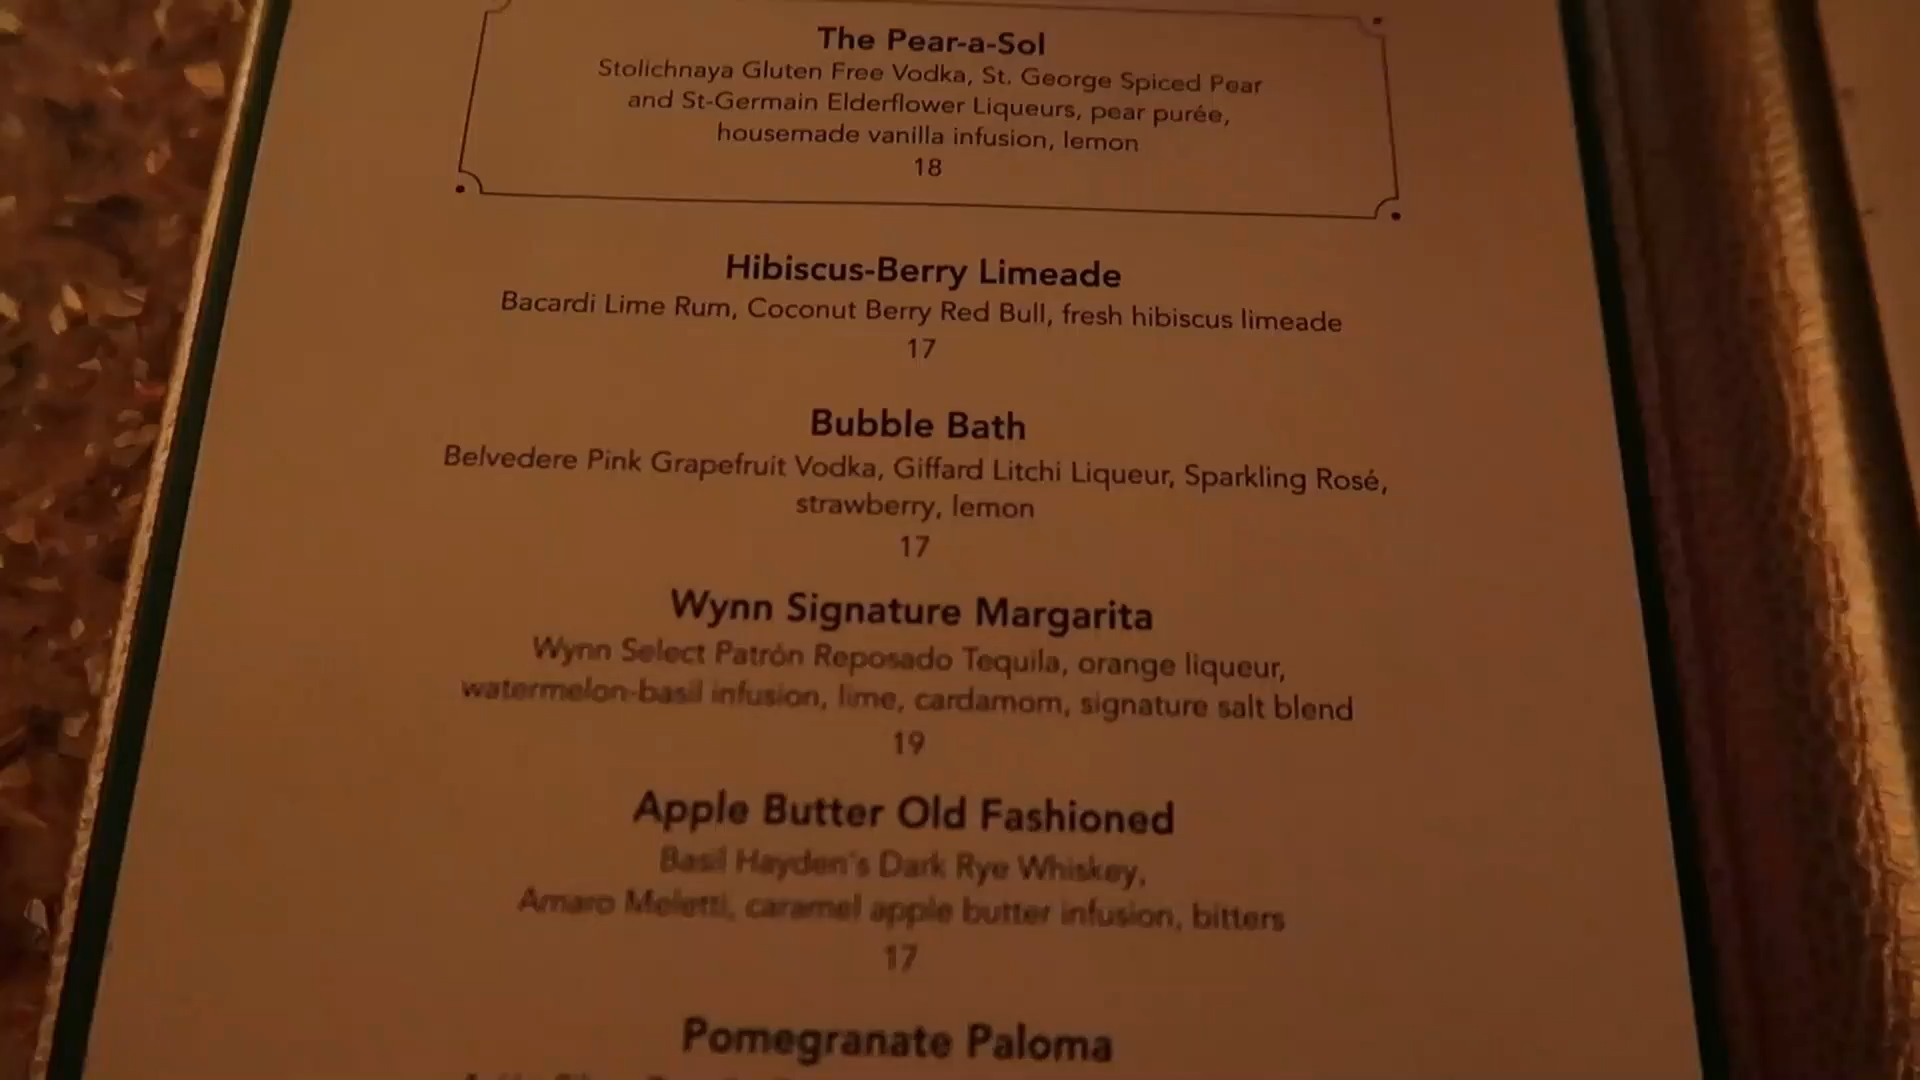 The Pear-a-Sol
Stolichnaya Gluten Free Vodka, St. George Spiced Pear
and St-Germain Elderflower Liqueurs, pear purée,
housemade vanilla infusion, lemon
18
Hibiscus-Berry Limeade
Bacardi Lime Rum, Coconut Berry Red Bull, fresh hibiscus limeade
17
Bubble Bath
Belvedere Pink Grapefruit Vodka, Giffard Litchi Liqueur, Sparkling Rosé,
strawberry, lemon
17
Wynn Signature Margarita
Wynn Select Patrón Reposado Tequila, orange liqueur,
watermelon-basil infusion, lime, cardamom, signature salt blend
19
Apple Butter Old Fashioned
Basil Hayden's Dark Rye Whiskey,
Amaro Meletti, caramel apple butter infusion, bitters
17
Pomegranate Paloma